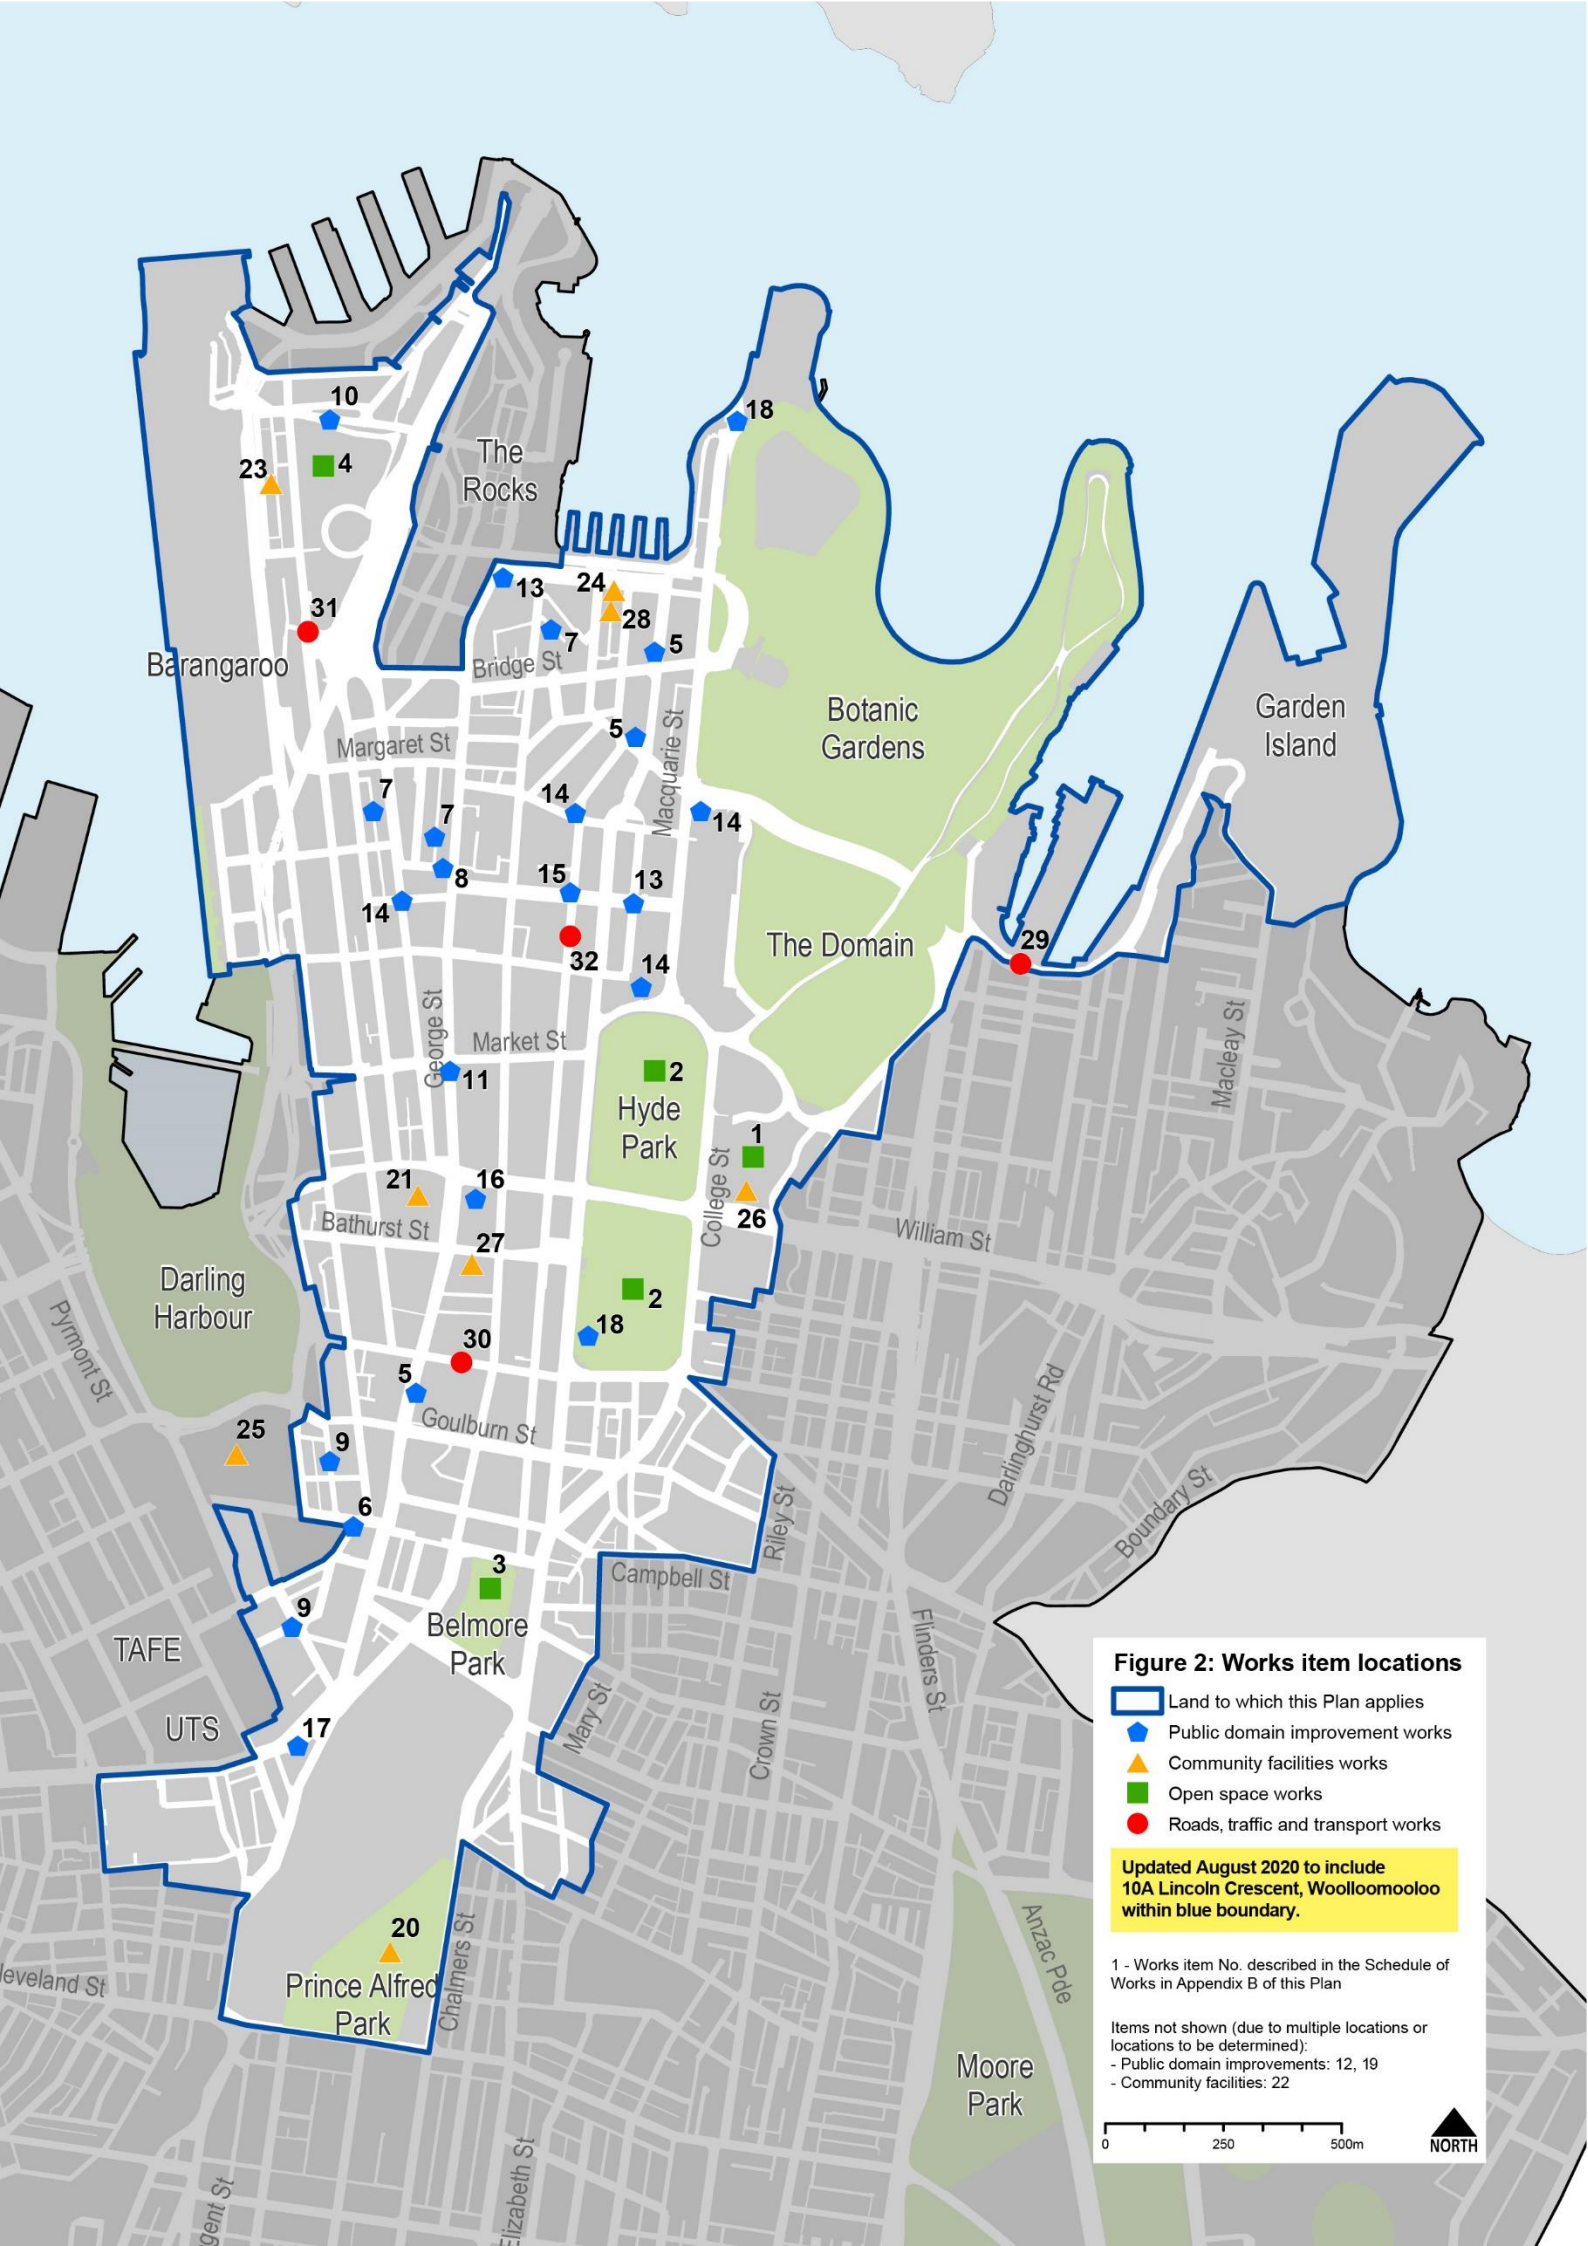 10
18
The
Rocks
23
4
13
24
28
31
7
5
Barangaroo
Bridge St
Botanic
Gardens
Garden
Island
5
Macquarie St
Margaret St
7
7
14
14
8
15
13
14
The Domain
29
32
14
George St
Market St
Macleay St
11
2
Hyde
Park
1
21
16
College St
26
Bathurst St
William St
27
Darling
Harbour
2
18
Pyrmont St
30
5
Goulburn St
Darlinghurst Rd
25
9
Boundary St
Riley St
6
3
Campbell St
9
Belmore
Park
TAFE
Flinders St
Mary St
UTS
17
Crown St
20
Prince Alfred
Park
Chalmers St
Anzac Pde
leveland St
Moore
Park
Elizabeth St
gent St
Figure 2: Works item locations
Land to which this Plan applies
Public domain improvement works
Community facilities works
Open space works
Roads, traffic and transport works
Updated August 2020 to include
10A Lincoln Crescent, Woolloomooloo
within blue boundary.
1 - Works item No. described in the Schedule of
Works in Appendix B of this Plan
Items not shown (due to multiple locations or
locations to be determined):
- Public domain improvements: 12, 19
- Community facilities: 22
0 250 500m
NORTH